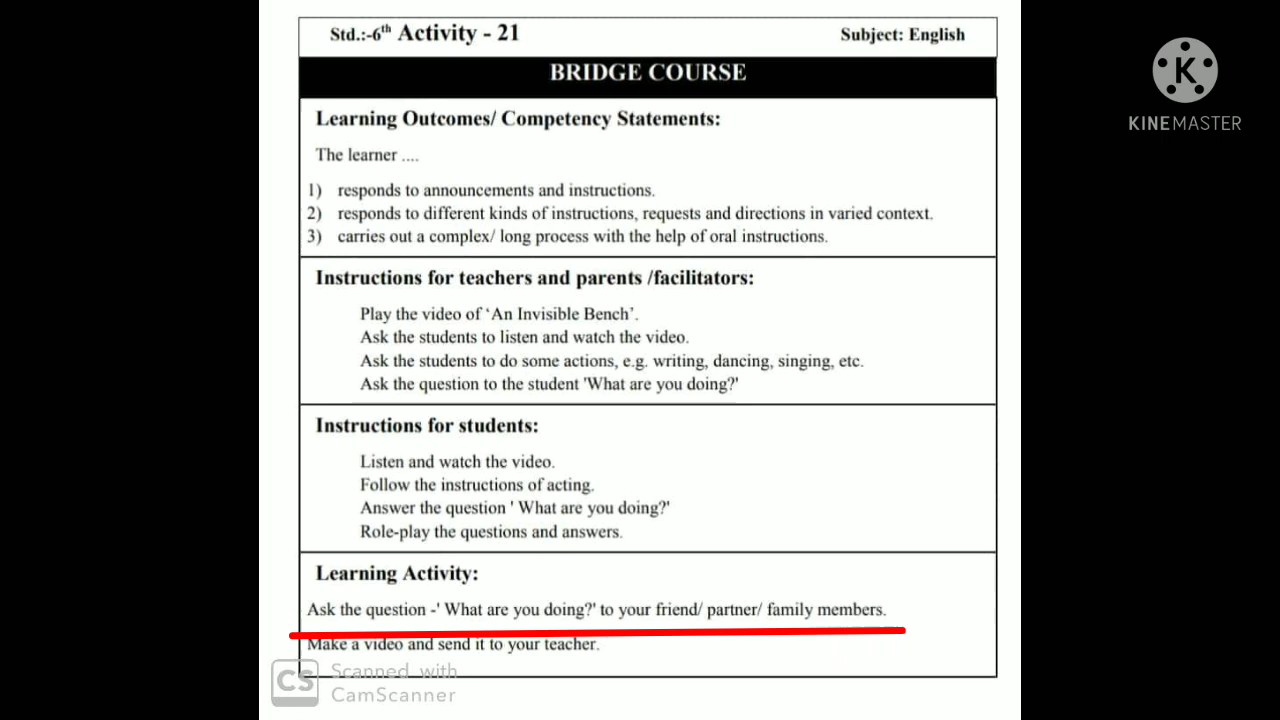 Std.:-6th Activity - 21 Subject: English
BRIDGE COURSE
Learning Outcomes/ Competency Statements:
The learner ....
1) responds to announcements and instructions.
2) responds to different kinds of instructions, requests and directions in varied context.
3) carries out a complex/ long process with the help of oral instructions.
Instructions for teachers and parents /facilitators:
Play the video of ‘An Invisible Bench’.
Ask the students to listen and watch the video.
Ask the students to do some actions, e.g. writing, dancing, singing, etc.
Ask the question to the student 'What are you doing?'
Instructions for students:
Listen and watch the video.
Follow the instructions of acting.
Answer the question ' What are you doing?'
Role-play the questions and answers.
Learning Activity:
Ask the question -' What are you doing?' to your friend/ partner/ family members.
Make a video and send it to your teacher.
CS Scanned with
CamScanner
K
KINEMASTER